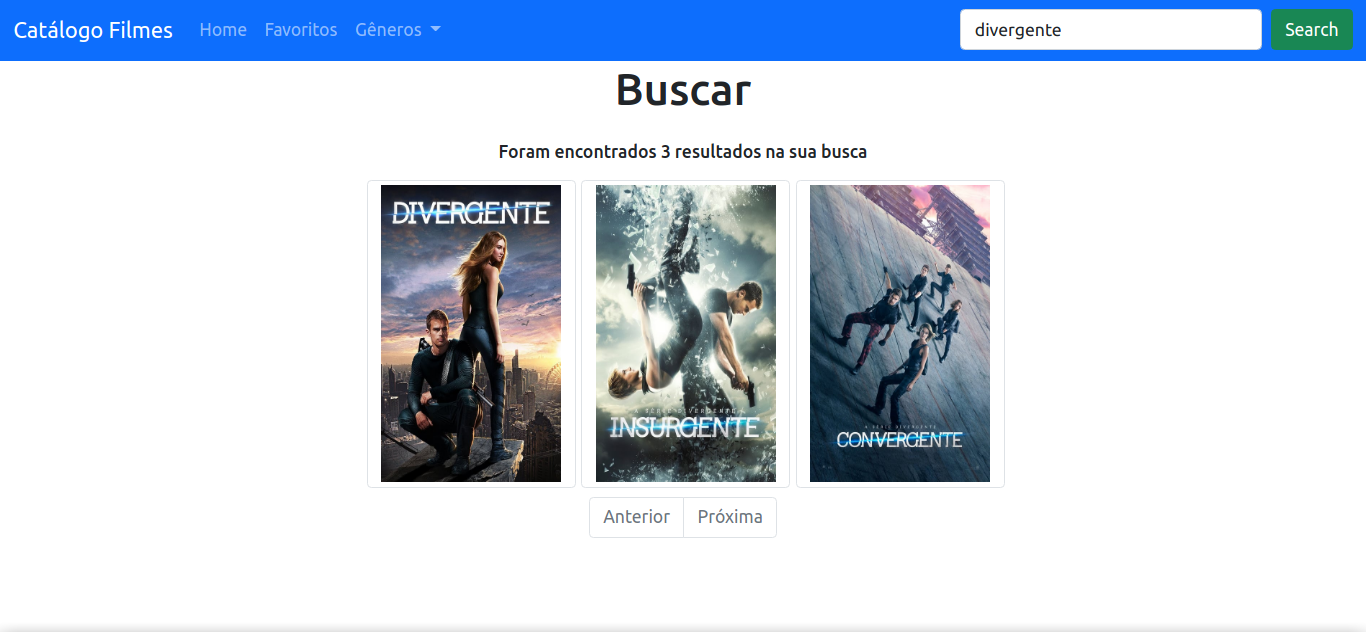 Catálogo Filmes Home Favoritos Gêneros divergente Search
Buscar
Foram encontrados 3 resultados na sua busca
DIVERGENTE
A SÉRIE DIVERGENTE
INSURGENTE
A SÉRIE DIVERGENTE
CONVERGENTE
Anterior Próxima